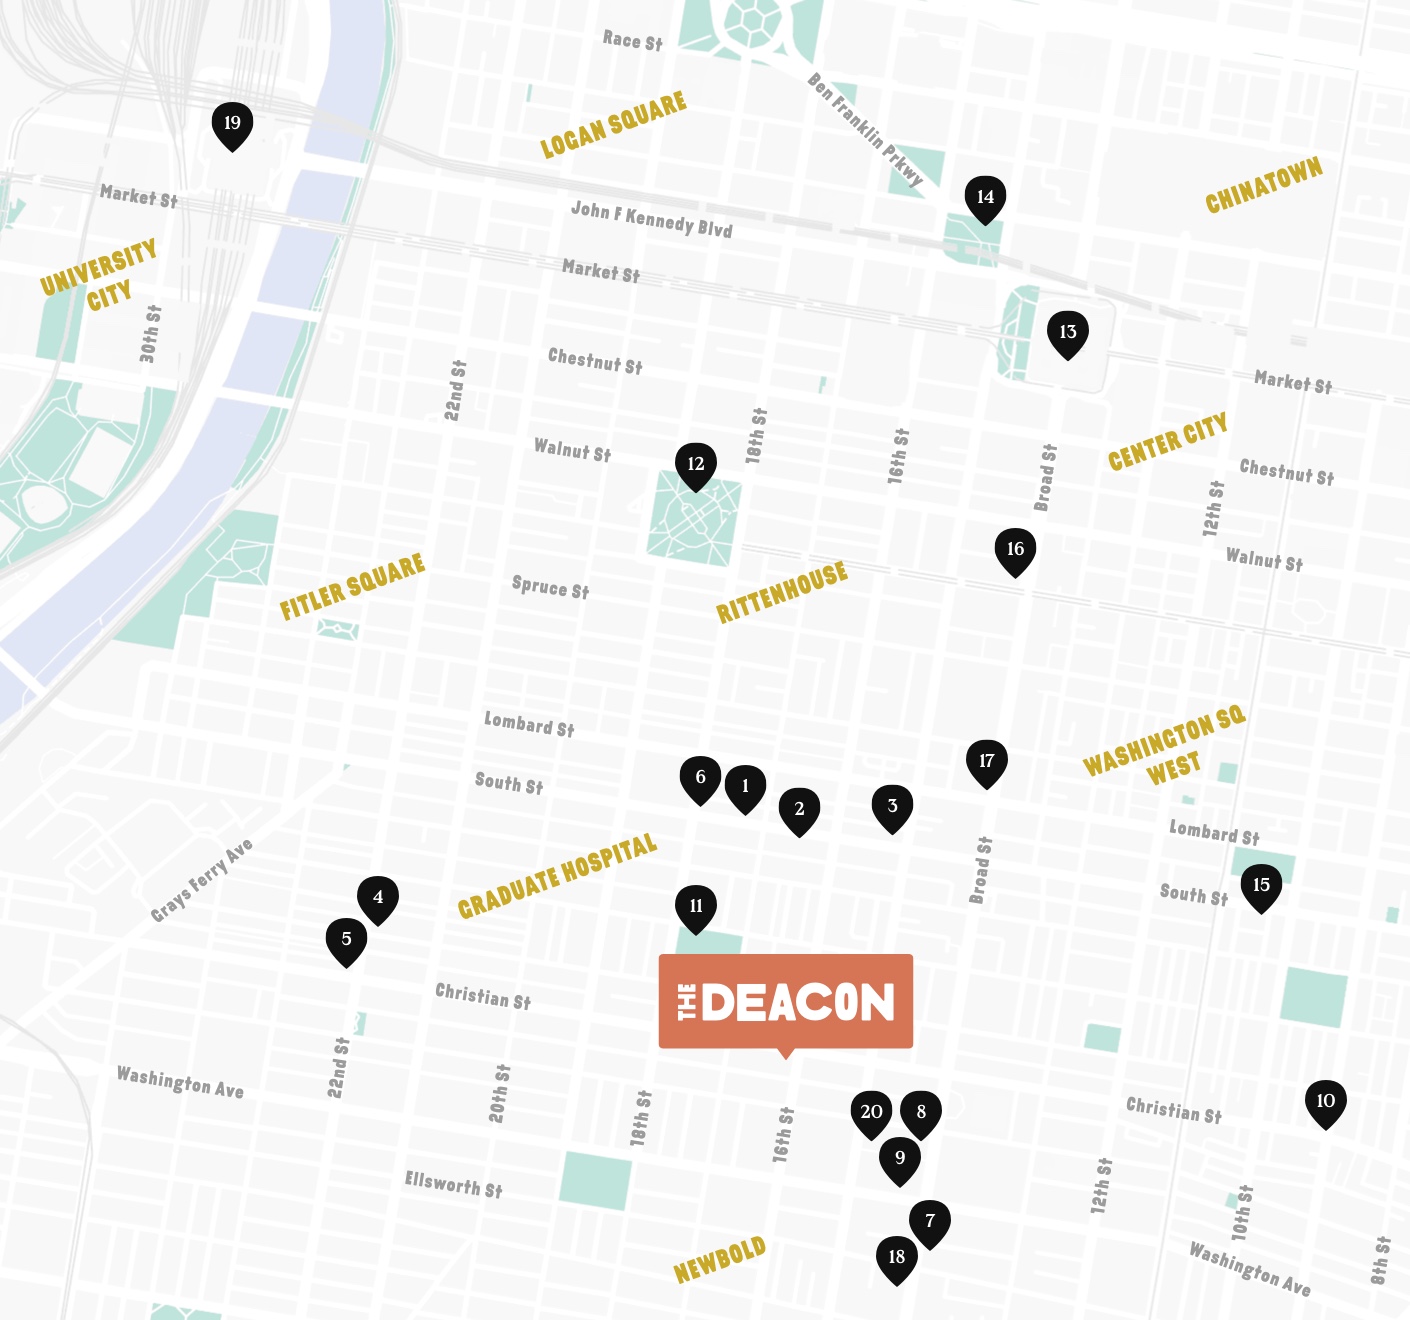 Race St
Ben Franklin Prkwy
LOGAN SQUARE
19
CHINATOWN
Market St
14
John F Kennedy Blvd
UNIVERSITY
CITY
Market St
30th St
13
Chestnut St
22nd St
Market St
18th St
16th St
Walnut St
12
Broad St
CENTER CITY
Chestnut St
12th St
16
Walnut St
FITLER SQUARE
Spruce St
RITTENHOUSE
Lombard St
WASHINGTON SQ
WEST
South St
6
1
2
3
17
Lombard St
Grays Ferry Ave
GRADUATE HOSPITAL
Broad St
South St
15
4
5
11
Christian St
THE DEACON
22nd St
Washington Ave
20th St
18th St
16th St
20
8
9
Christian St
10
Ellsworth St
12th St
10th St
7
18
NEWBOLD
Washington Ave
8th St